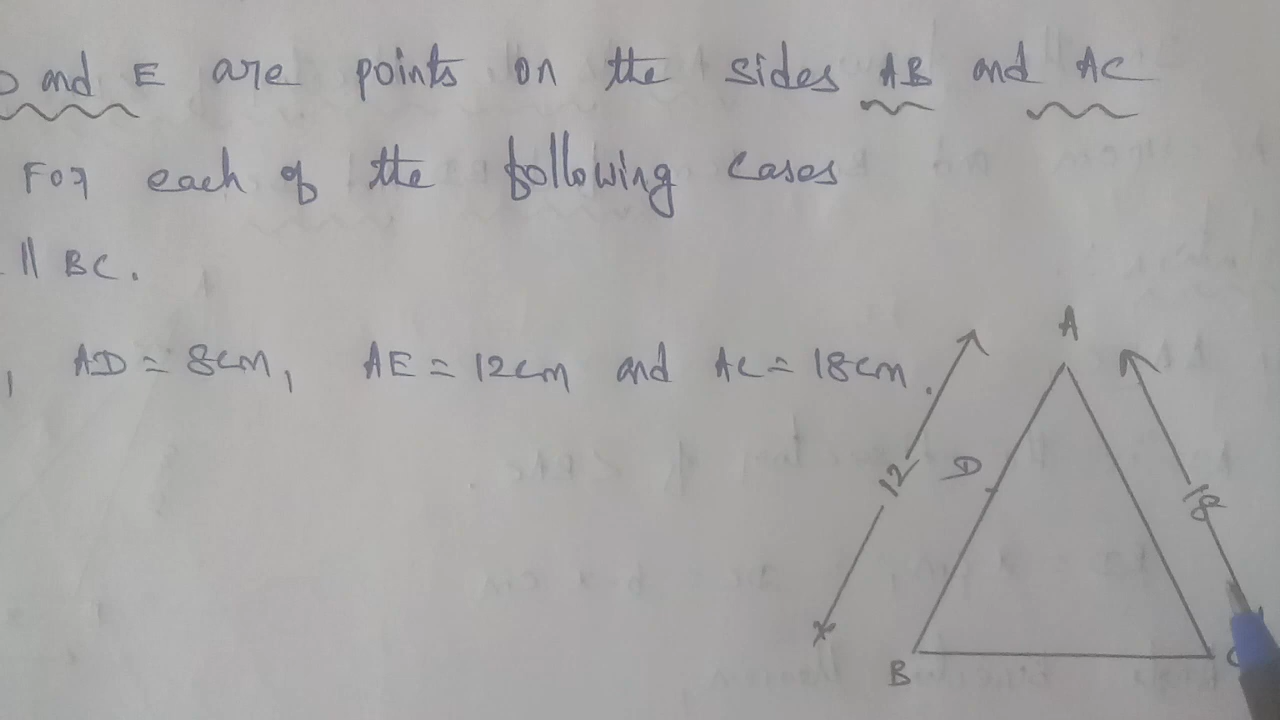 D and E are points on the sides AB and AC
For each of the following cases
|| BC.
, AD = 8cm, AE = 12cm and AC = 18cm.
A
12
D
18
B
C